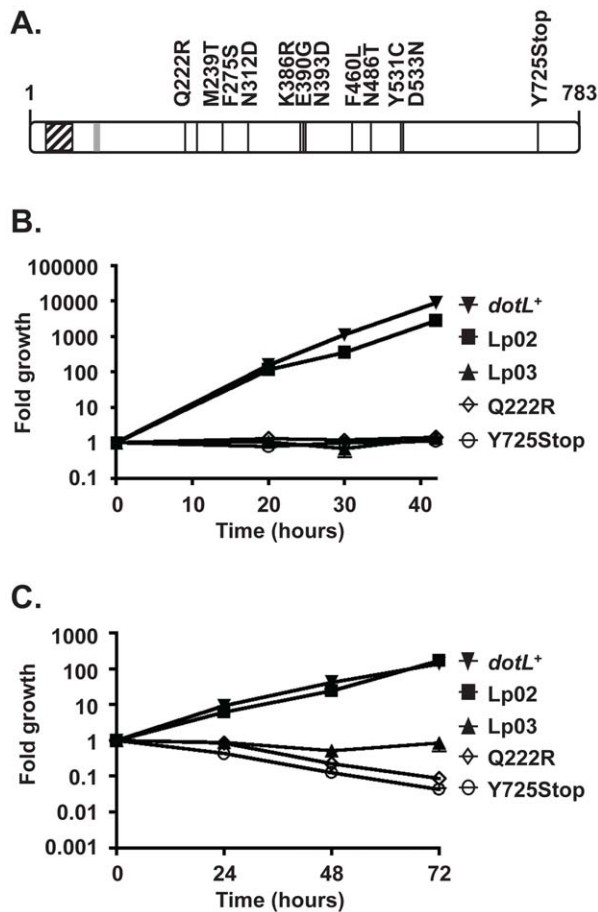 A.
Q222R
M239T
F275S
N312D
K386R
E390G
N393D
F460L
N486T
Y531C
D533N
Y725Stop
1
783
B.
100000
10000
1000
100
10
1
0.1
Fold growth
0
10
20
30
40
Time (hours)
dotL+
Lp02
Lp03
Q222R
Y725Stop
C.
1000
100
10
1
0.1
0.01
0.001
Fold growth
0
24
48
72
Time (hours)
dotL+
Lp02
Lp03
Q222R
Y725Stop